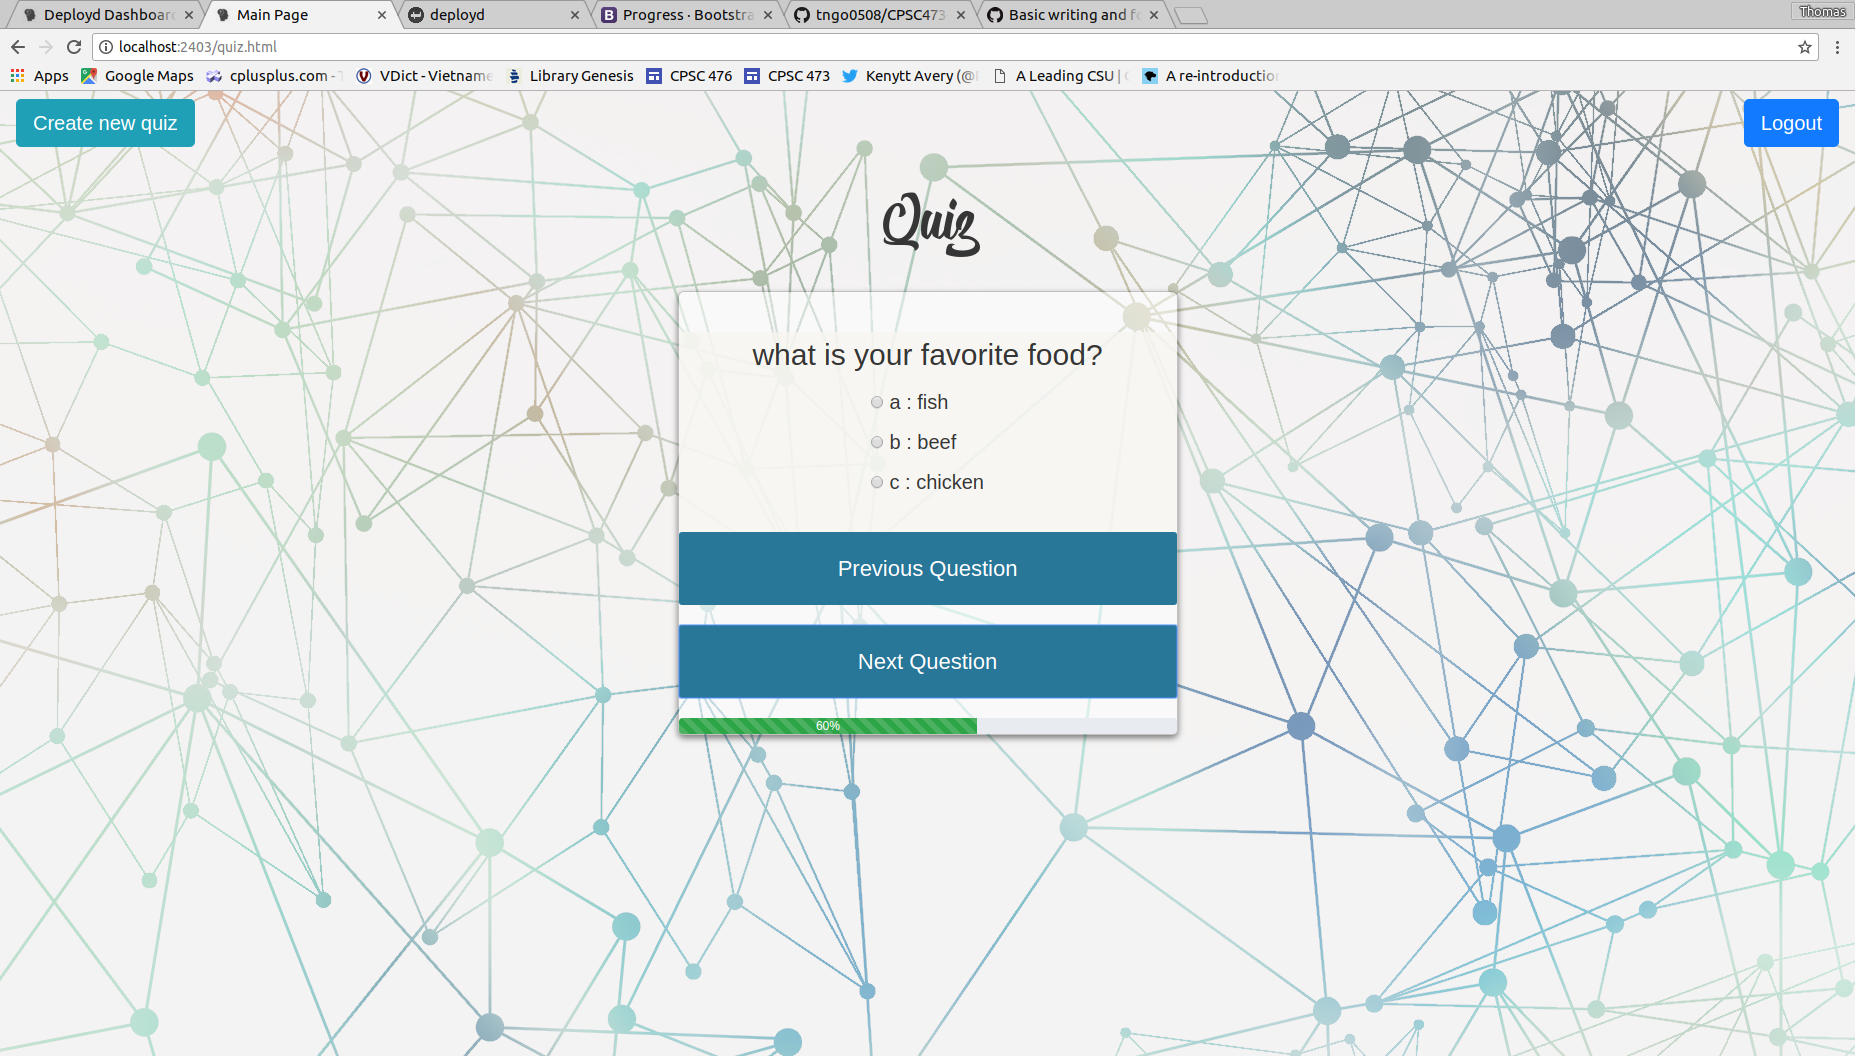 Deployd Dashboar
Main Page
deployd
Progress · Bootstra
tngo0508/CPSC473
Basic writing and fo
Thomas
localhost:2403/quiz.html
Apps
Google Maps
cplusplus.com -
VDict - Vietname
Library Genesis
CPSC 476
CPSC 473
Kenytt Avery (@
A Leading CSU |
A re-introductio
Create new quiz
Logout
Quiz
what is your favorite food?
a : fish
b : beef
c : chicken
Previous Question
Next Question
60%